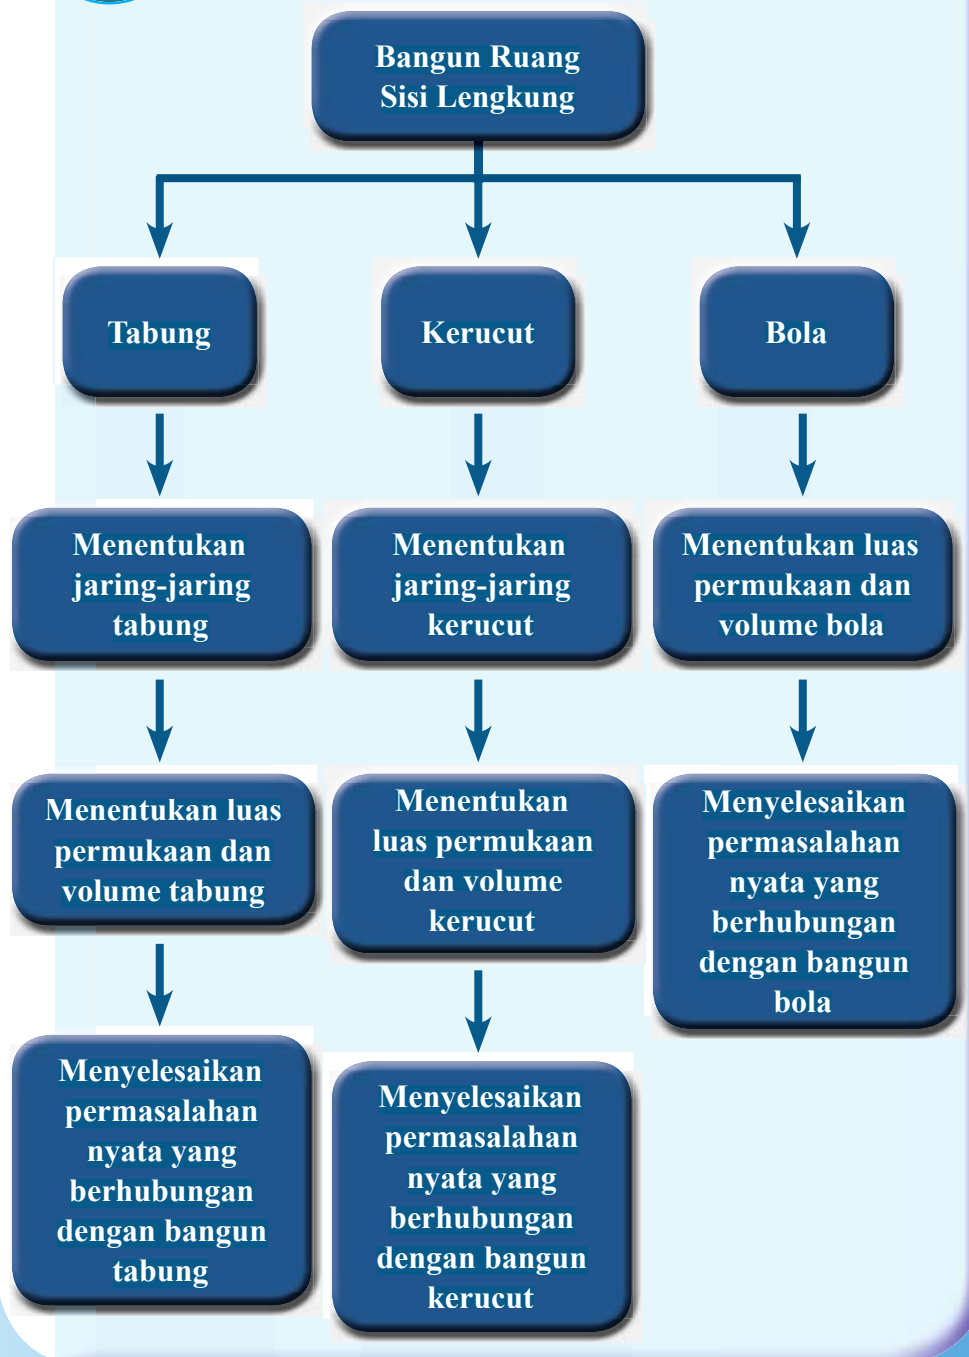 Bangun Ruang
Sisi Lengkung
Tabung
Kerucut
Bola
Menentukan
jaring-jaring
tabung
Menentukan
jaring-jaring
kerucut
Menentukan luas
permukaan dan
volume bola
Menentukan luas
permukaan dan
volume tabung
Menentukan
luas permukaan
dan volume
kerucut
Menyelesaikan
permasalahan
nyata yang
berhubungan
dengan bangun
bola
Menyelesaikan
permasalahan
nyata yang
berhubungan
dengan bangun
tabung
Menyelesaikan
permasalahan
nyata yang
berhubungan
dengan bangun
kerucut